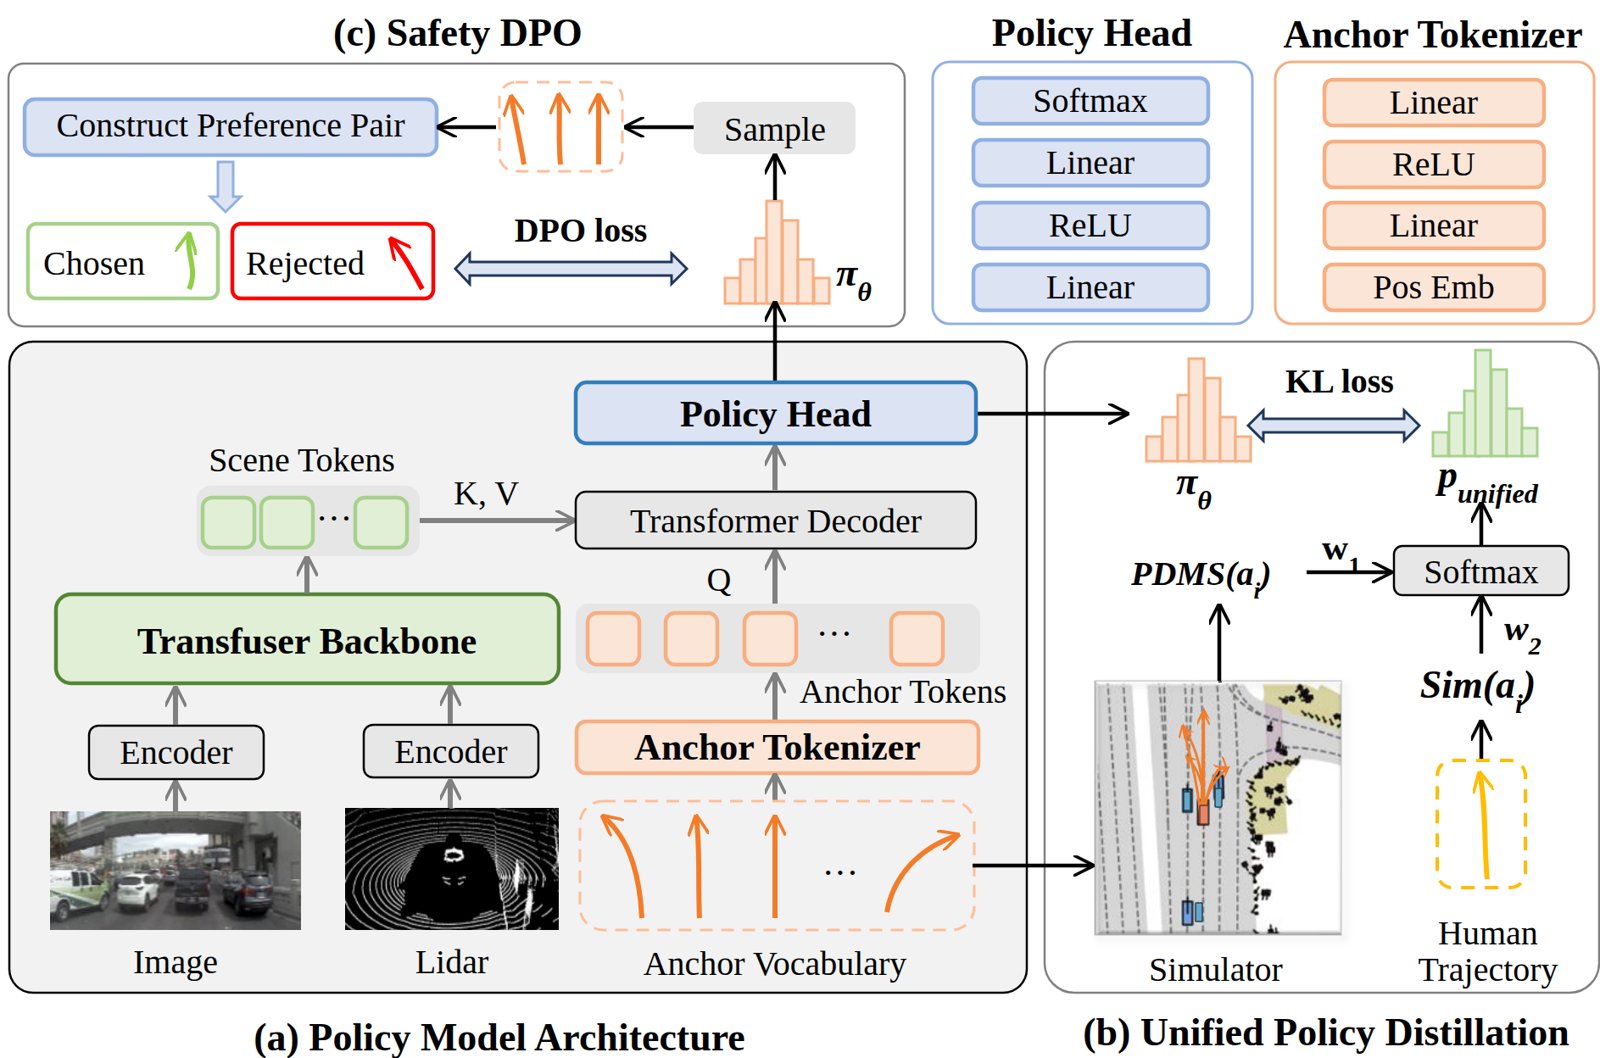 (c) Safety DPO
Construct Preference Pair
Sample
Chosen
Rejected
DPO loss
πθ
Policy Head
Softmax
Linear
ReLU
Linear
Anchor Tokenizer
Linear
ReLU
Linear
Pos Emb
Policy Head
Scene Tokens
K, V
Transformer Decoder
Q
Transfuser Backbone
…
…
Anchor Tokens
Encoder
Encoder
Anchor Tokenizer
…
Image
Lidar
Anchor Vocabulary
(a) Policy Model Architecture
KL loss
πθ
punified
PDMS(ai)
w1
Softmax
w2
Sim(ai)
Simulator
Human
Trajectory
(b) Unified Policy Distillation